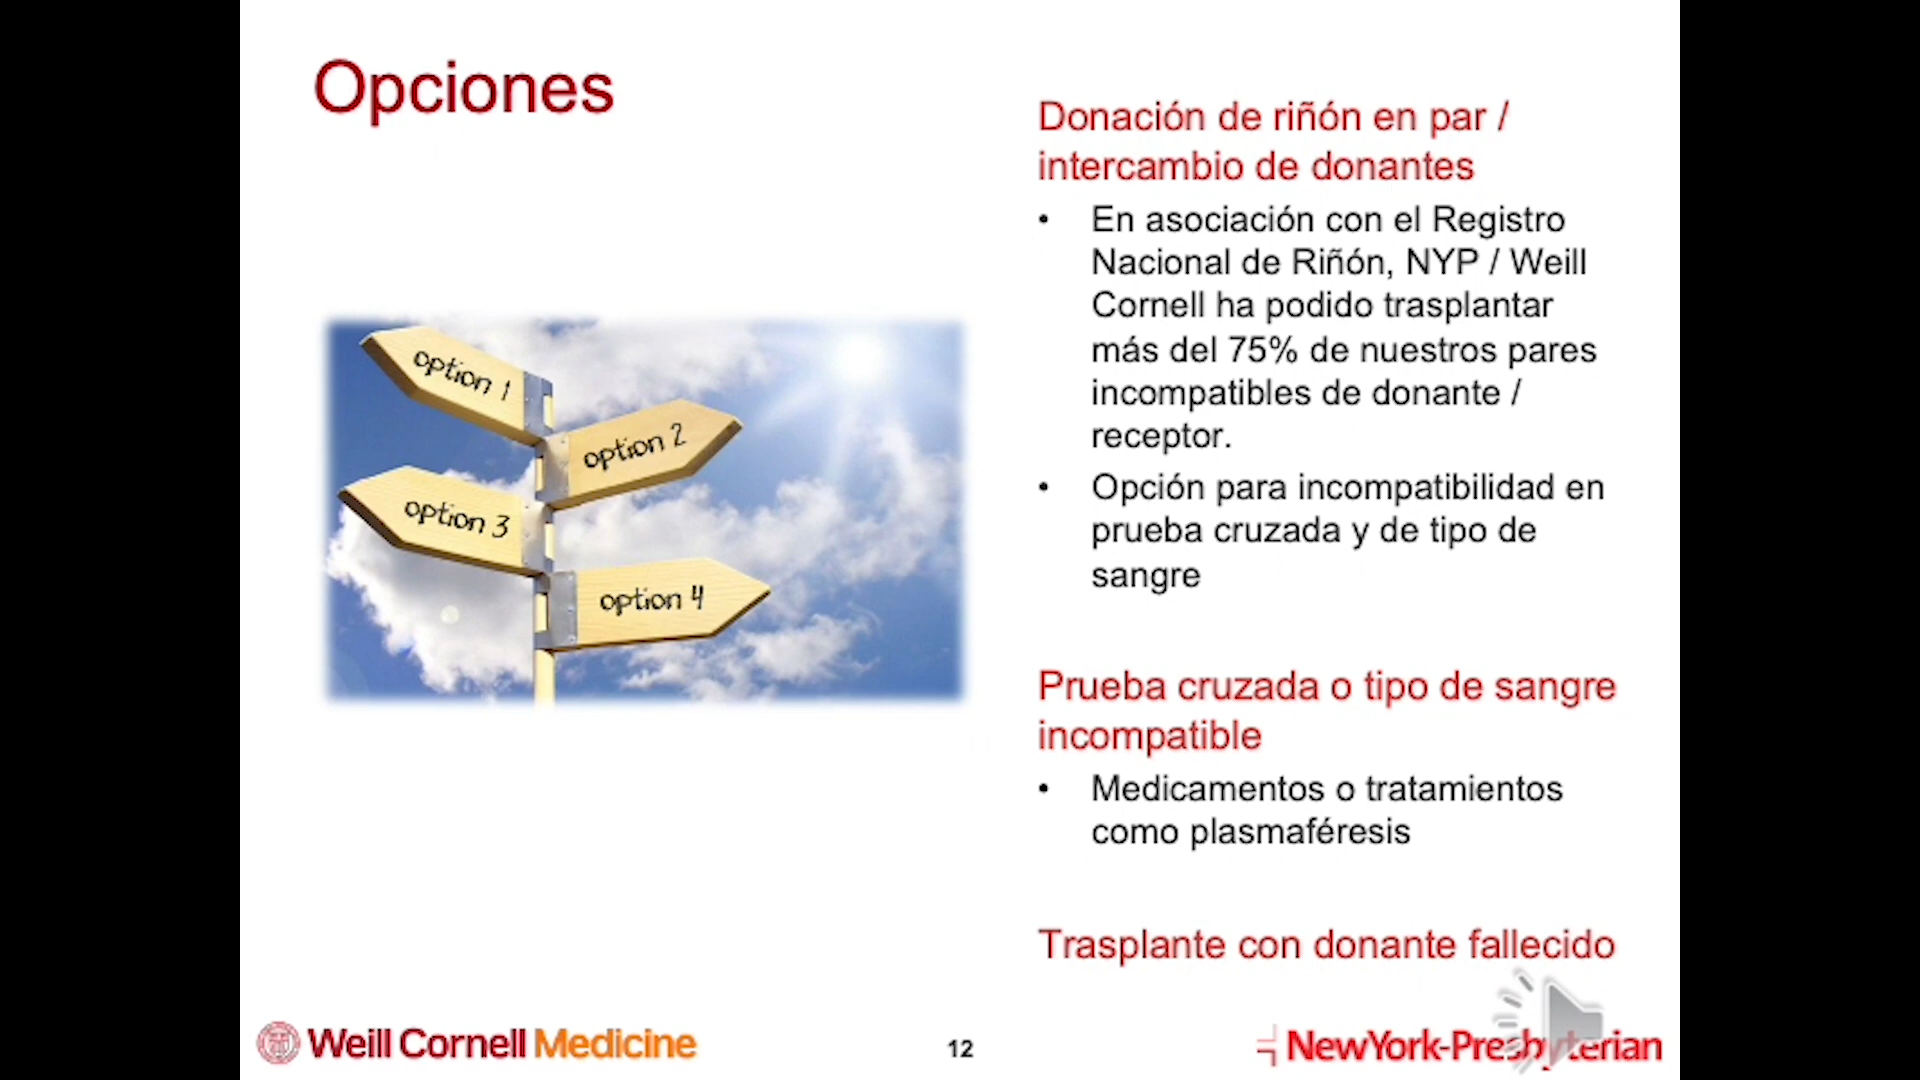 Opciones
option 1
option 2
option 3
option 4
Donación de riñón en par /
intercambio de donantes
• En asociación con el Registro
Nacional de Riñón, NYP / Weill
Cornell ha podido trasplantar
más del 75% de nuestros pares
incompatibles de donante /
receptor.
• Opción para incompatibilidad en
prueba cruzada y de tipo de
sangre
Prueba cruzada o tipo de sangre
incompatible
• Medicamentos o tratamientos
como plasmaféresis
Trasplante con donante fallecido
Weill Cornell Medicine
12
NewYork-Presbyterian